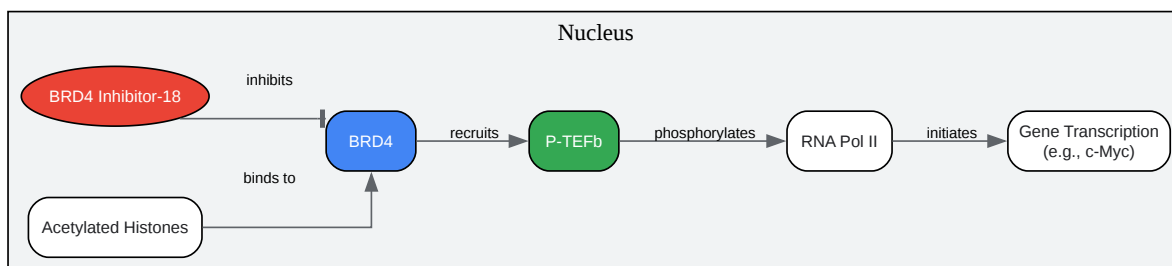 Nucleus
inhibits
BRD4 Inhibitor-18
BRD4
recruits
P-TEFb
phosphorylates
RNA Pol II
initiates
Gene Transcription
(e.g., c-Myc)
binds to
Acetylated Histones